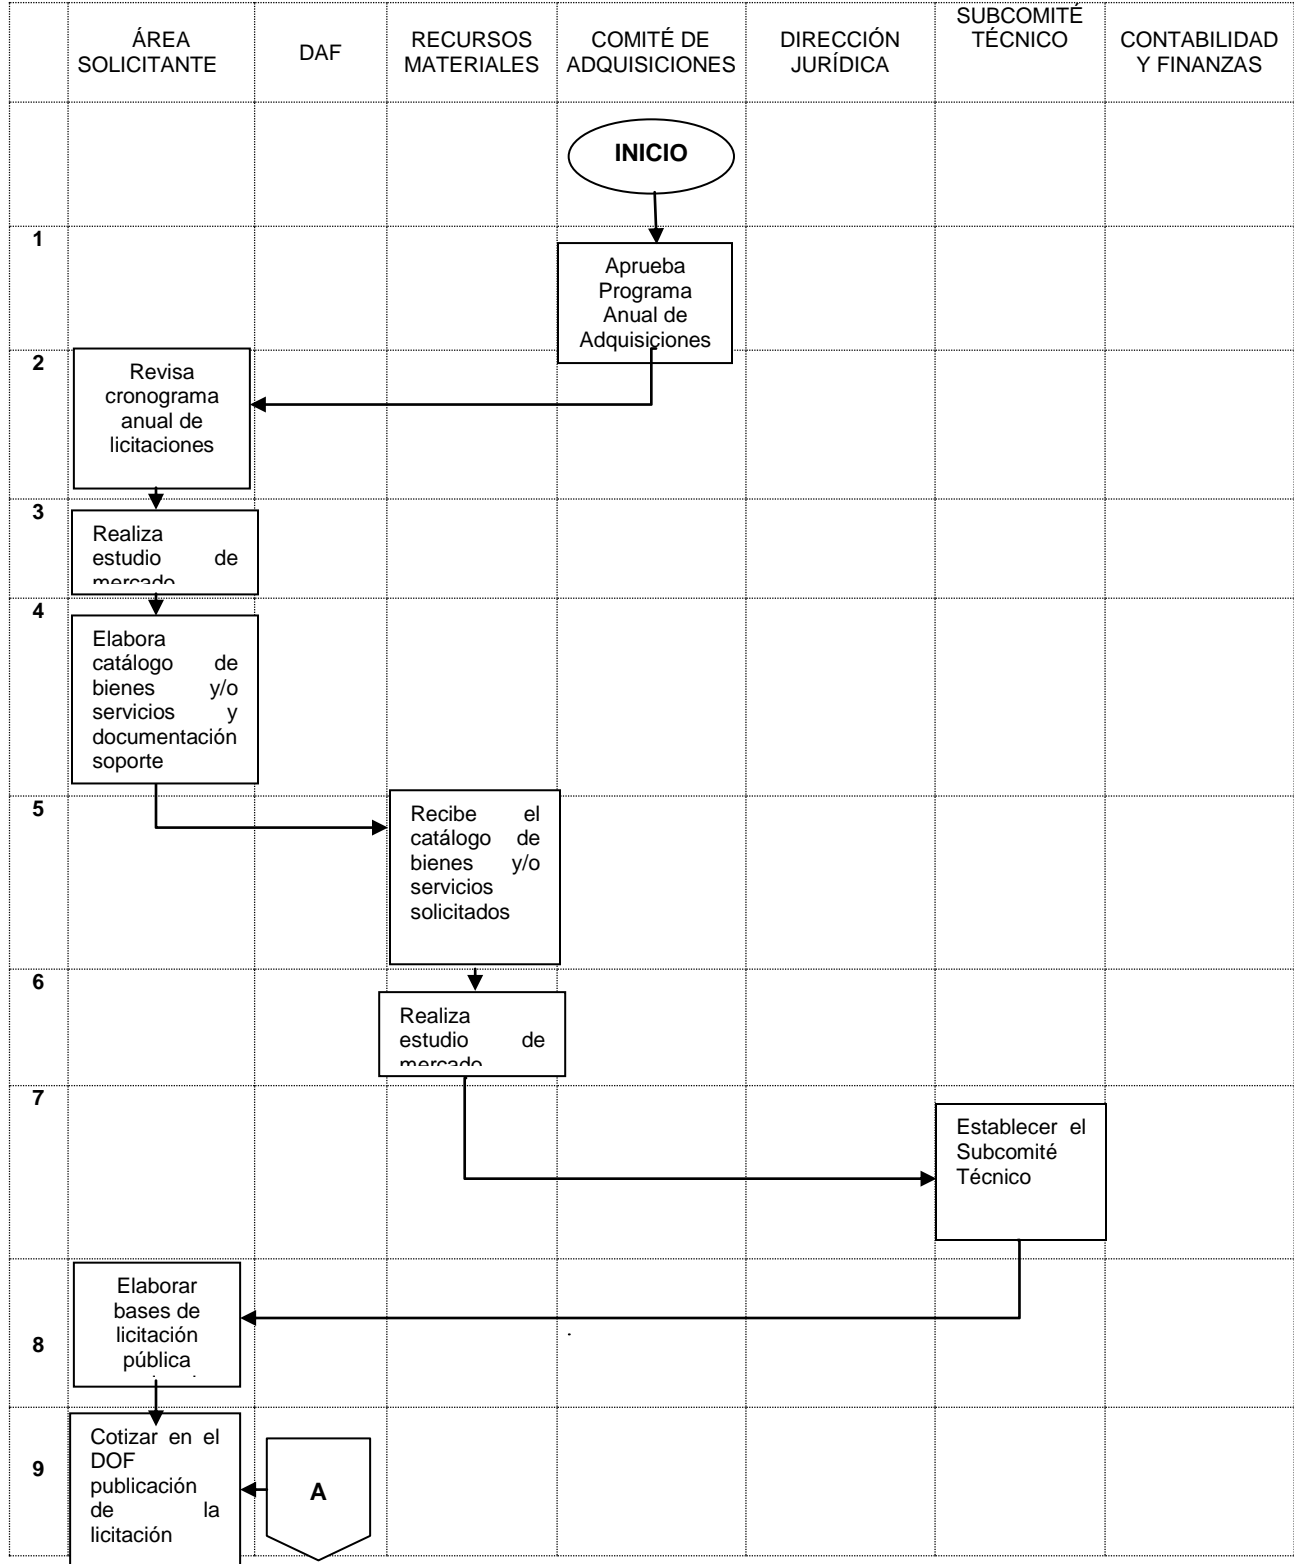 ÁREA
SOLICITANTE
DAF
RECURSOS
MATERIALES
COMITÉ DE
ADQUISICIONES
DIRECCIÓN
JURÍDICA
SUBCOMITÉ
TÉCNICO
CONTABILIDAD
Y FINANZAS
INICIO
1
Aprueba
Programa
Anual de
Adquisiciones
2
Revisa
cronograma
anual de
licitaciones
3
Realiza
estudio de
mercado
4
Elabora
catálogo de
bienes y/o
servicios y
documentación
soporte
5
Recibe el
catálogo de
bienes y/o
servicios
solicitados
6
Realiza
estudio de
mercado
7
Establecer el
Subcomité
Técnico
8
Elaborar
bases de
licitación
pública
9
Cotizar en el
DOF
publicación
de la
licitación
A